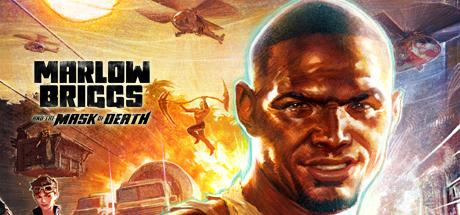 MARLOW
BRIGGS
AND THE MASK OF DEATH